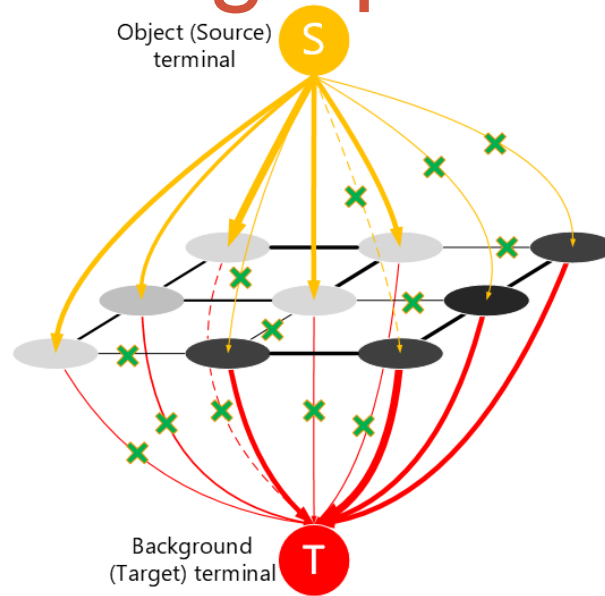 Object (Source)
terminal
S
Background
(Target) terminal
T